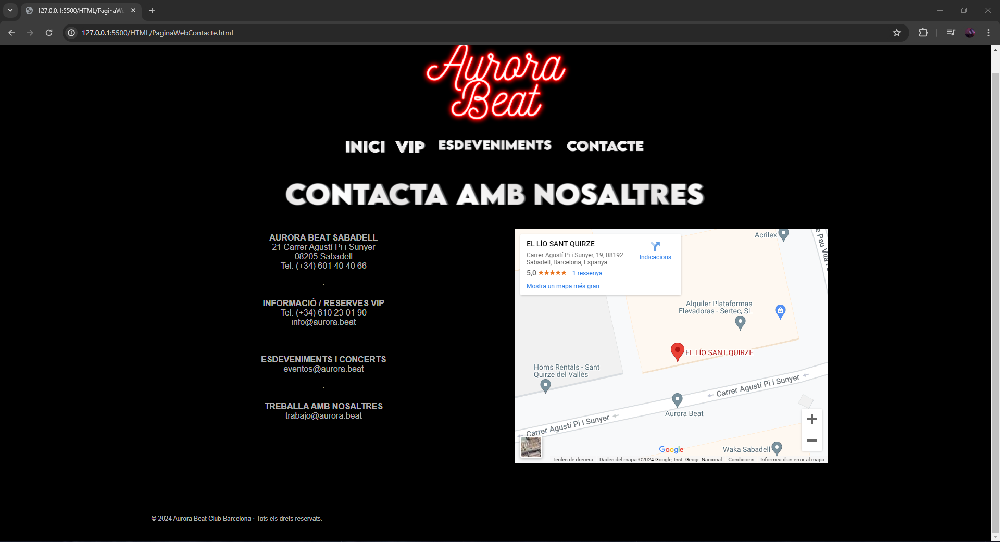 127.0.0.1:5500/HTML/PaginaWe
127.0.0.1:5500/HTML/PaginaWebContacte.html
Aurora
Beat
INICI VIP ESDEVENIMENTS CONTACTE
CONTACTA AMB NOSALTRES
AURORA BEAT SABADELL
21 Carrer Agustí Pi i Sunyer
08205 Sabadell
Tel. (+34) 601 40 40 66
.
INFORMACIÓ / RESERVES VIP
Tel. (+34) 610 23 01 90
info@aurora.beat
.
ESDEVENIMENTS I CONCERTS
eventos@aurora.beat
.
TREBALLA AMB NOSALTRES
trabajo@aurora.beat
EL LÍO SANT QUIRZE
Carrer Agustí Pi i Sunyer, 19, 08192
Sabadell, Barcelona, Espanya
5,0 ★★★★★ 1 ressenya
Mostra un mapa més gran
Indicacions
Acrilex
e Pau Vila i
Alquiler Plataformas
Elevadoras - Sertec, SL
EL LÍO SANT QUIRZE
Homs Rentals - Sant
Quirze del Vallès
Carrer Agustí Pi i Sunyer
Aurora Beat
Carrer Agustí Pi i Sunyer
Waka Sabadell
Google
Tecles de drecera Dades del mapa ©2024 Google, Inst. Geogr. Nacional Condicions Informeu d'un error al mapa
© 2024 Aurora Beat Club Barcelona · Tots els drets reservats.